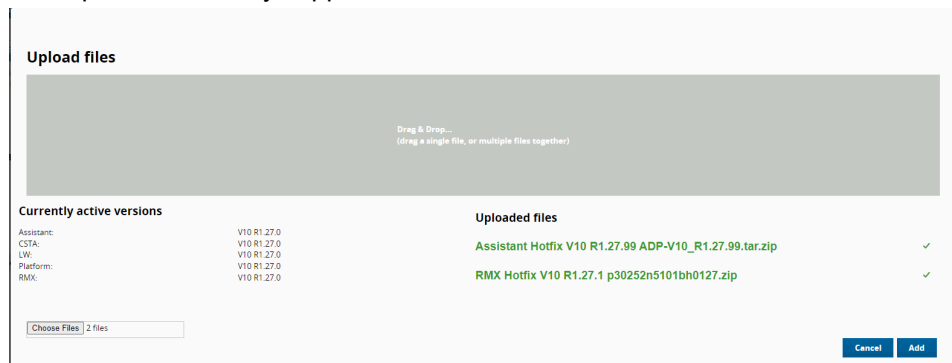 Upload files
Drag & Drop...
(drag a single file, or multiple files together)
Currently active versions
Assistant: V10 R1.27.0
CSTA: V10 R1.27.0
LW: V10 R1.27.0
Platform: V10 R1.27.0
RMX: V10 R1.27.0
Uploaded files
Assistant Hotfix V10 R1.27.99 ADP-V10_R1.27.99.tar.zip
RMX Hotfix V10 R1.27.1 p30252n5101bh0127.zip
Choose Files 2 files
Cancel Add